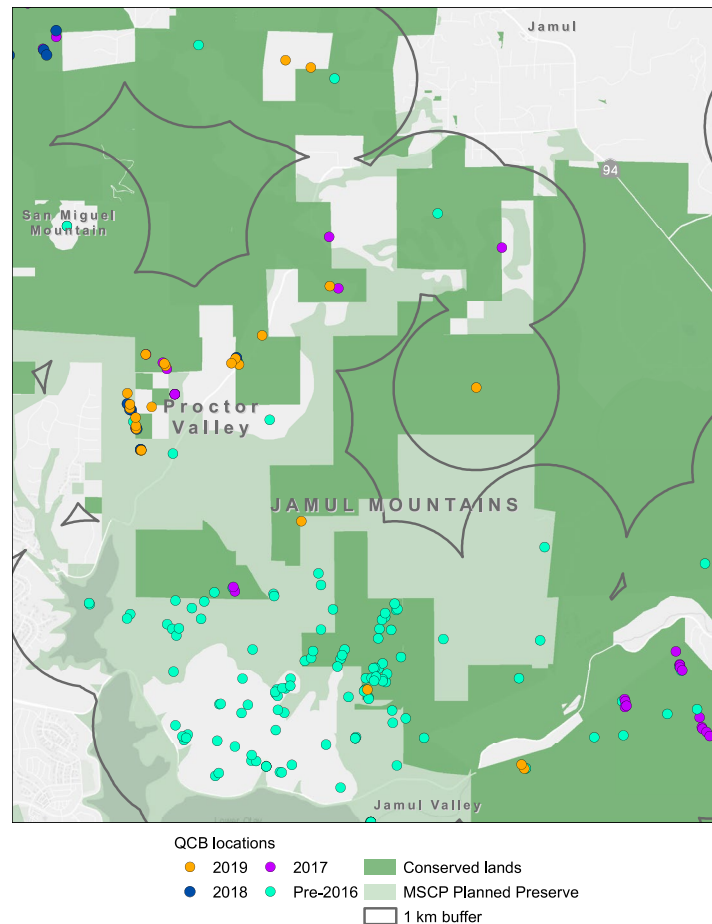 Jamul
94
San Miguel
Mountain
Proctor
Valley
JAMUL MOUNTAINS
Jamul Valley
QCB locations
2019
2017
Conserved lands
2018
Pre-2016
MSCP Planned Preserve
1 km buffer